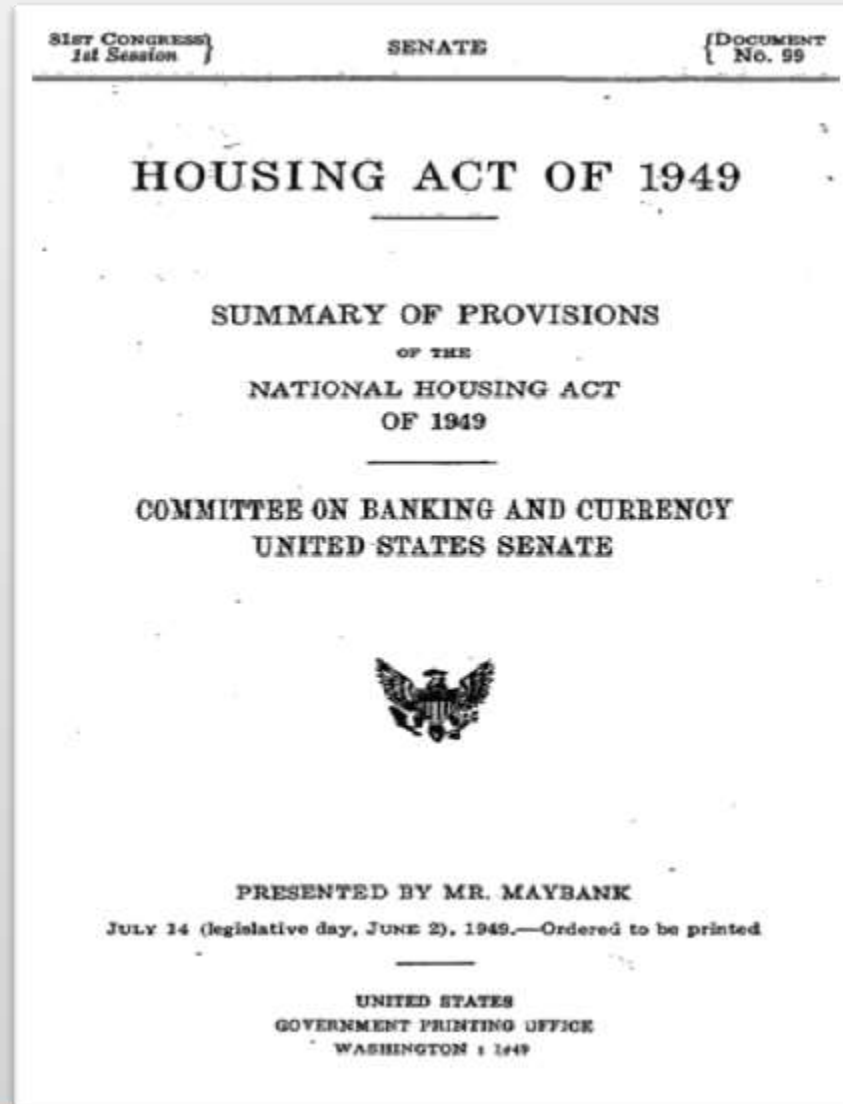 81ST CONGRESS}
1st Session
SENATE
{DOCUMENT
No. 99
HOUSING ACT OF 1949
SUMMARY OF PROVISIONS
OF THE
NATIONAL HOUSING ACT
OF 1949
COMMITTEE ON BANKING AND CURRENCY
UNITED STATES SENATE
PRESENTED BY MR. MAYBANK
JULY 14 (legislative day, JUNE 2), 1949.—Ordered to be printed
UNITED STATES
GOVERNMENT PRINTING OFFICE
WASHINGTON : 1949